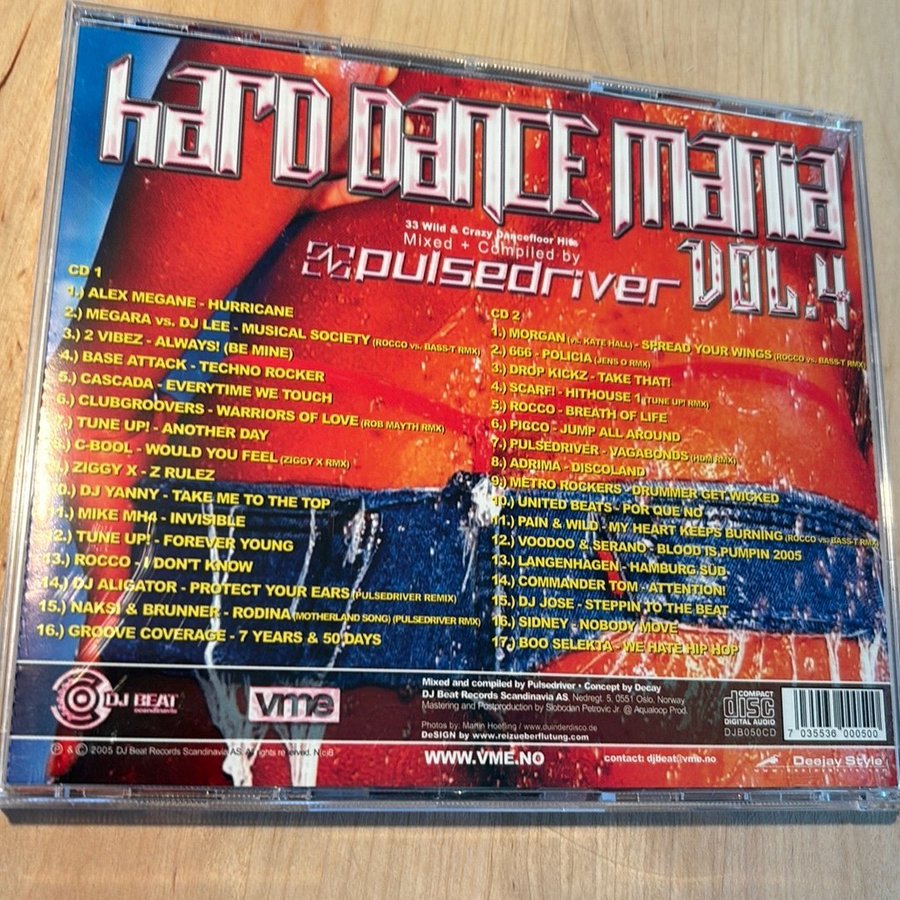 HARD DANCE MANIA
VOL.4
33 Wild & Crazy Dancefloor Hits
Mixed + Compiled by
pulsedriver
CD 1
1.) ALEX MEGANE - HURRICANE
2.) MEGARA vs. DJ LEE - MUSICAL SOCIETY (ROCCO vs. BASS-T RMX)
3.) 2 VIBEZ - ALWAYS! (BE MINE)
4.) BASE ATTACK - TECHNO ROCKER
5.) CASCADA - EVERYTIME WE TOUCH
6.) CLUBGROOVERS - WARRIORS OF LOVE (ROB MAYTH RMX)
7.) TUNE UP! - ANOTHER DAY
8.) C-BOOL - WOULD YOU FEEL (ZIGGY X RMX)
9.) ZIGGY X - Z RULEZ
10.) DJ YANNY - TAKE ME TO THE TOP
11.) MIKE MH4 - INVISIBLE
12.) TUNE UP! - FOREVER YOUNG
13.) ROCCO - I DON'T KNOW
14.) DJ ALIGATOR - PROTECT YOUR EARS (PULSEDRIVER REMIX)
15.) NAKSI & BRUNNER - RODINA (MOTHERLAND SONG) (PULSEDRIVER RMX)
16.) GROOVE COVERAGE - 7 YEARS & 50 DAYS
CD 2
1.) MORGAN (vs. KATE HALL) - SPREAD YOUR WINGS (ROCCO vs. BASS-T RMX)
2.) 666 - POLICIA (JENS O RMX)
3.) DROP KICKZ - TAKE THAT!
4.) SCARF! - HITHOUSE 1 (TUNE UP! RMX)
5.) ROCCO - BREATH OF LIFE
6.) PICCO - JUMP ALL AROUND
7.) PULSEDRIVER - VAGABONDS (HDM RMX)
8.) ADRIMA - DISCOLAND
9.) METRO ROCKERS - DRUMMER GET WICKED
10.) UNITED BEATS - POR QUE NO
11.) PAIN & WILD - MY HEART KEEPS BURNING (ROCCO vs. BASS-T RMX)
12.) VOODOO & SERANO - BLOOD IS PUMPIN 2005
13.) LANGENHAGEN - HAMBURG SÜD
14.) COMMANDER TOM - ATTENTION!
15.) DJ JOSE - STEPPIN TO THE BEAT
16.) SIDNEY - NOBODY MOVE
17.) BOO SELEKTA - WE HATE HIP HOP
DJ BEAT
scandinavia
vme
Mixed and compiled by Pulsedriver • Concept by Decay
DJ Beat Records Scandinavia AS. Nedregt. 5, 0551 Oslo. Norway
Mastering and Postproduction by Slobodan Petrovic Jr. @ Aqualoop Prod.
Photos by: Martin Hoefling / www.duinderdisco.de
DeSIGN by www.reizueberflutung.com
COMPACT
disc
DIGITAL AUDIO
DJB050CD
7 035536 000500
℗ & © 2005 DJ Beat Records Scandinavia AS. All rights reserved. Ncb
WWW.VME.NO
contact: djbeat@vme.no
Deejay Style